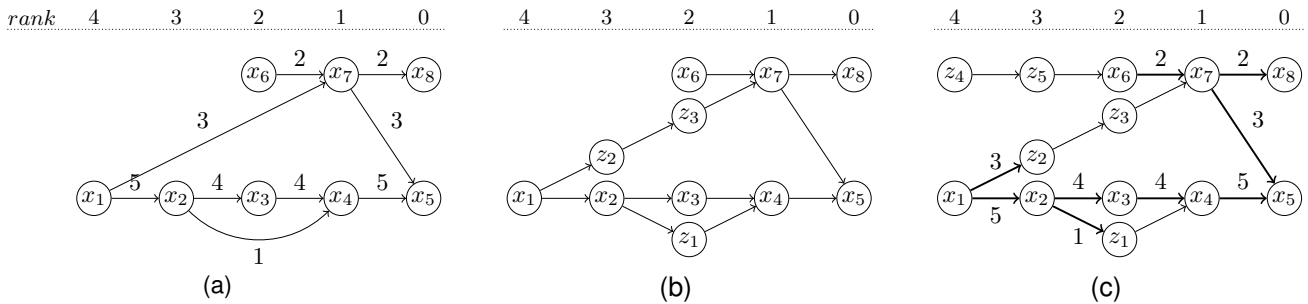 rank 4 3 2 1 0 4 3 2 1 0 4 3 2 1 0
x6 2 x7 2 x8 x6 x7 x8 z4 z5 x6 2 x7 2 x8
3 3 z3 z3 3
z2 3 z2
x1 5 x2 4 x3 4 x4 5 x5 x1 x2 x3 x4 x5 x1 5 x2 4 x3 4 x4 5 x5
1 z1 1 z1
(a) (b) (c)